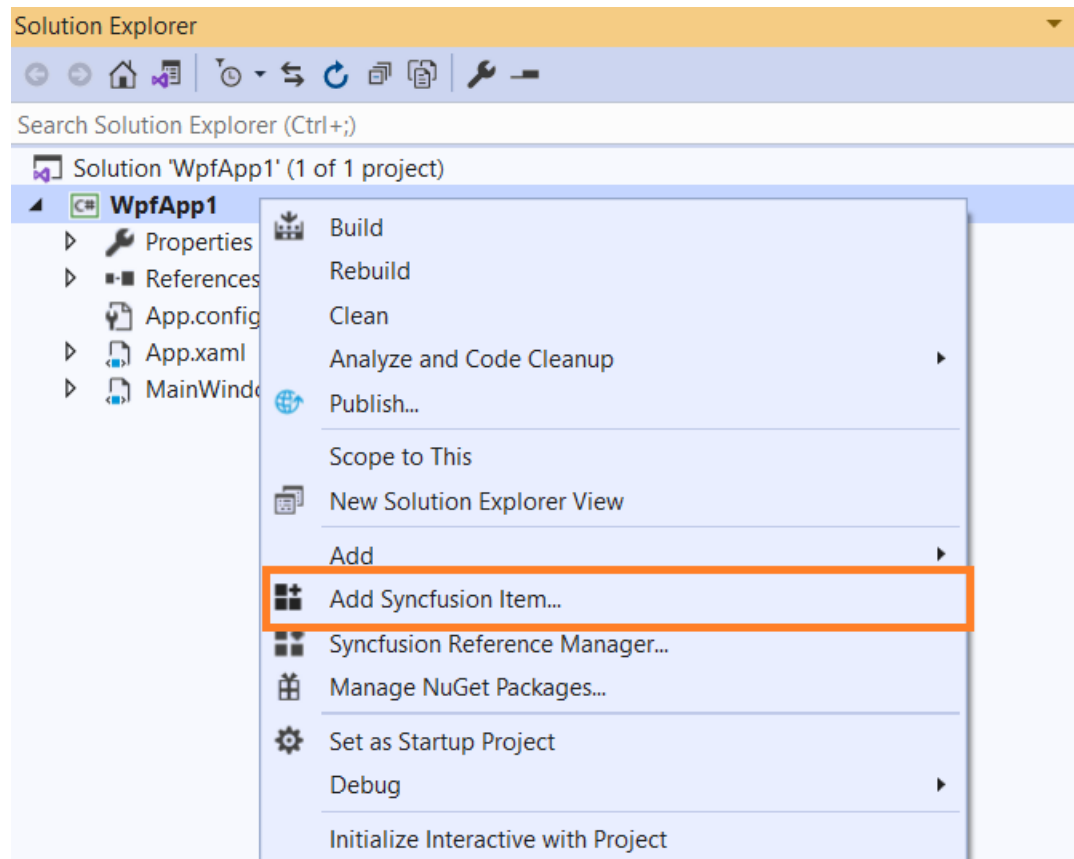 Solution Explorer
Search Solution Explorer (Ctrl+;)
Solution 'WpfApp1' (1 of 1 project)
C# WpfApp1
Properties
References
App.config
App.xaml
MainWindo
Build
Rebuild
Clean
Analyze and Code Cleanup
Publish...
Scope to This
New Solution Explorer View
Add
Add Syncfusion Item...
Syncfusion Reference Manager...
Manage NuGet Packages...
Set as Startup Project
Debug
Initialize Interactive with Project